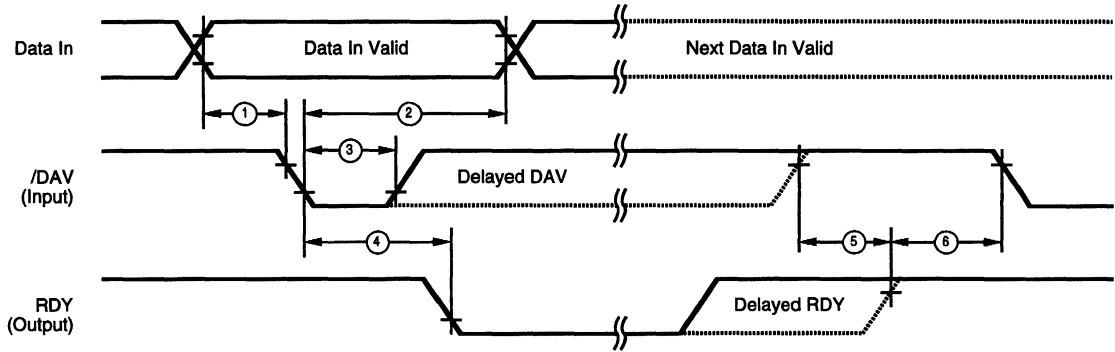 Data In
Data In Valid
Next Data In Valid
1
2
3
/DAV
(Input)
Delayed DAV
4
5
6
RDY
(Output)
Delayed RDY